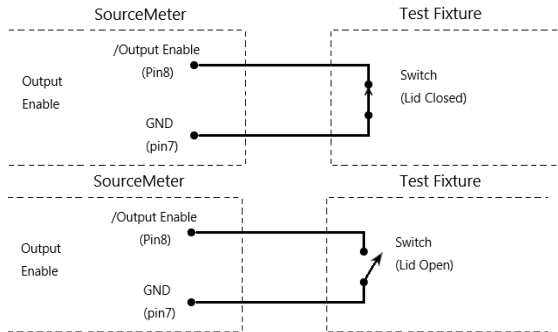 SourceMeter
Test Fixture
/Output Enable
(Pin8)
Output
Enable
Switch
(Lid Closed)
GND
(pin7)
SourceMeter
Test Fixture
/Output Enable
(Pin8)
Output
Enable
Switch
(Lid Open)
GND
(pin7)